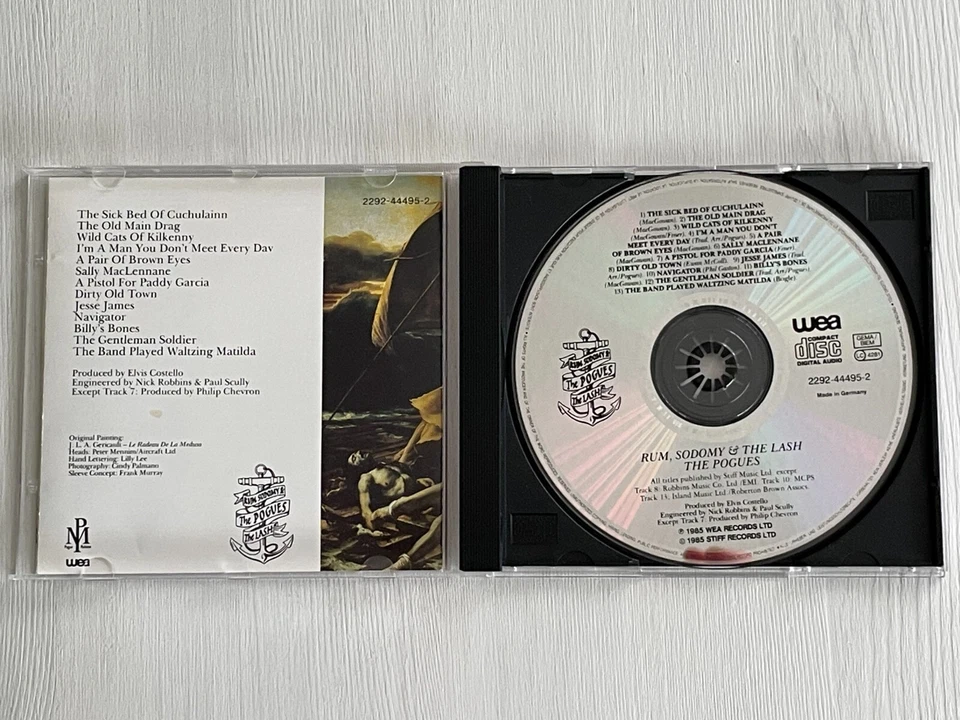 2292-44495-2
The Sick Bed Of Cuchulainn
The Old Main Drag
Wild Cats Of Kilkenny
I'm A Man You Don't Meet Every Day
A Pair Of Brown Eyes
Sally MacLennane
A Pistol For Paddy Garcia
Dirty Old Town
Jesse James
Navigator
Billy's Bones
The Gentleman Soldier
The Band Played Waltzing Matilda
Produced by Elvis Costello
Engineered by Nick Robbins & Paul Scully
Except Track 7: Produced by Philip Chevron
Original Painting:
J. L. A. Gericault – Le Radeau De La Meduse
Heads: Peter Mennim/Aircraft Ltd
Hand Lettering: Lilly Lee
Photography: Cindy Palmano
Sleeve Concept: Frank Murray
RUM, SODOMY &
The POGUES
The LASH
PM
wea
1) THE SICK BED OF CUCHULAINN
(MacGowan). 2) THE OLD MAIN DRAG
(MacGowan). 3) WILD CATS OF KILKENNY
(MacGowan/Finer). 4) I'M A MAN YOU DON'T
MEET EVERY DAY (Trad. Arr/Pogues). 5) A PAIR
OF BROWN EYES (MacGowan). 6) SALLY MACLENNANE
(MacGowan). 7) A PISTOL FOR PADDY GARCIA (Finer).
8) DIRTY OLD TOWN (Ewan McColl). 9) JESSE JAMES (Trad.
Arr/Pogues). 10) NAVIGATOR (Phil Gaston). 11) BILLY'S BONES
(MacGowan). 12) THE GENTLEMAN SOLDIER (Trad. Arr/Pogues).
13) THE BAND PLAYED WALTZING MATILDA (Bogle).
wea
COMPACT
disc
DIGITAL AUDIO
GEMA/
BIEM
LC 4281
2292-44495-2
Made in Germany
RUM, SODOMY &
The POGUES
The LASH
RUM, SODOMY & THE LASH
THE POGUES
All titles published by Stiff Music Ltd. except
Track 8: Robbins Music Co. Ltd /EMI. Track 10: MCPS
Track 13, Island Music Ltd./Roberton Brown Assocs.
Produced by Elvis Costello
Engineered by Nick Robbins & Paul Scully
Except Track 7: Produced by Philip Chevron
℗ 1985 WEA RECORDS LTD
© 1985 STIFF RECORDS LTD